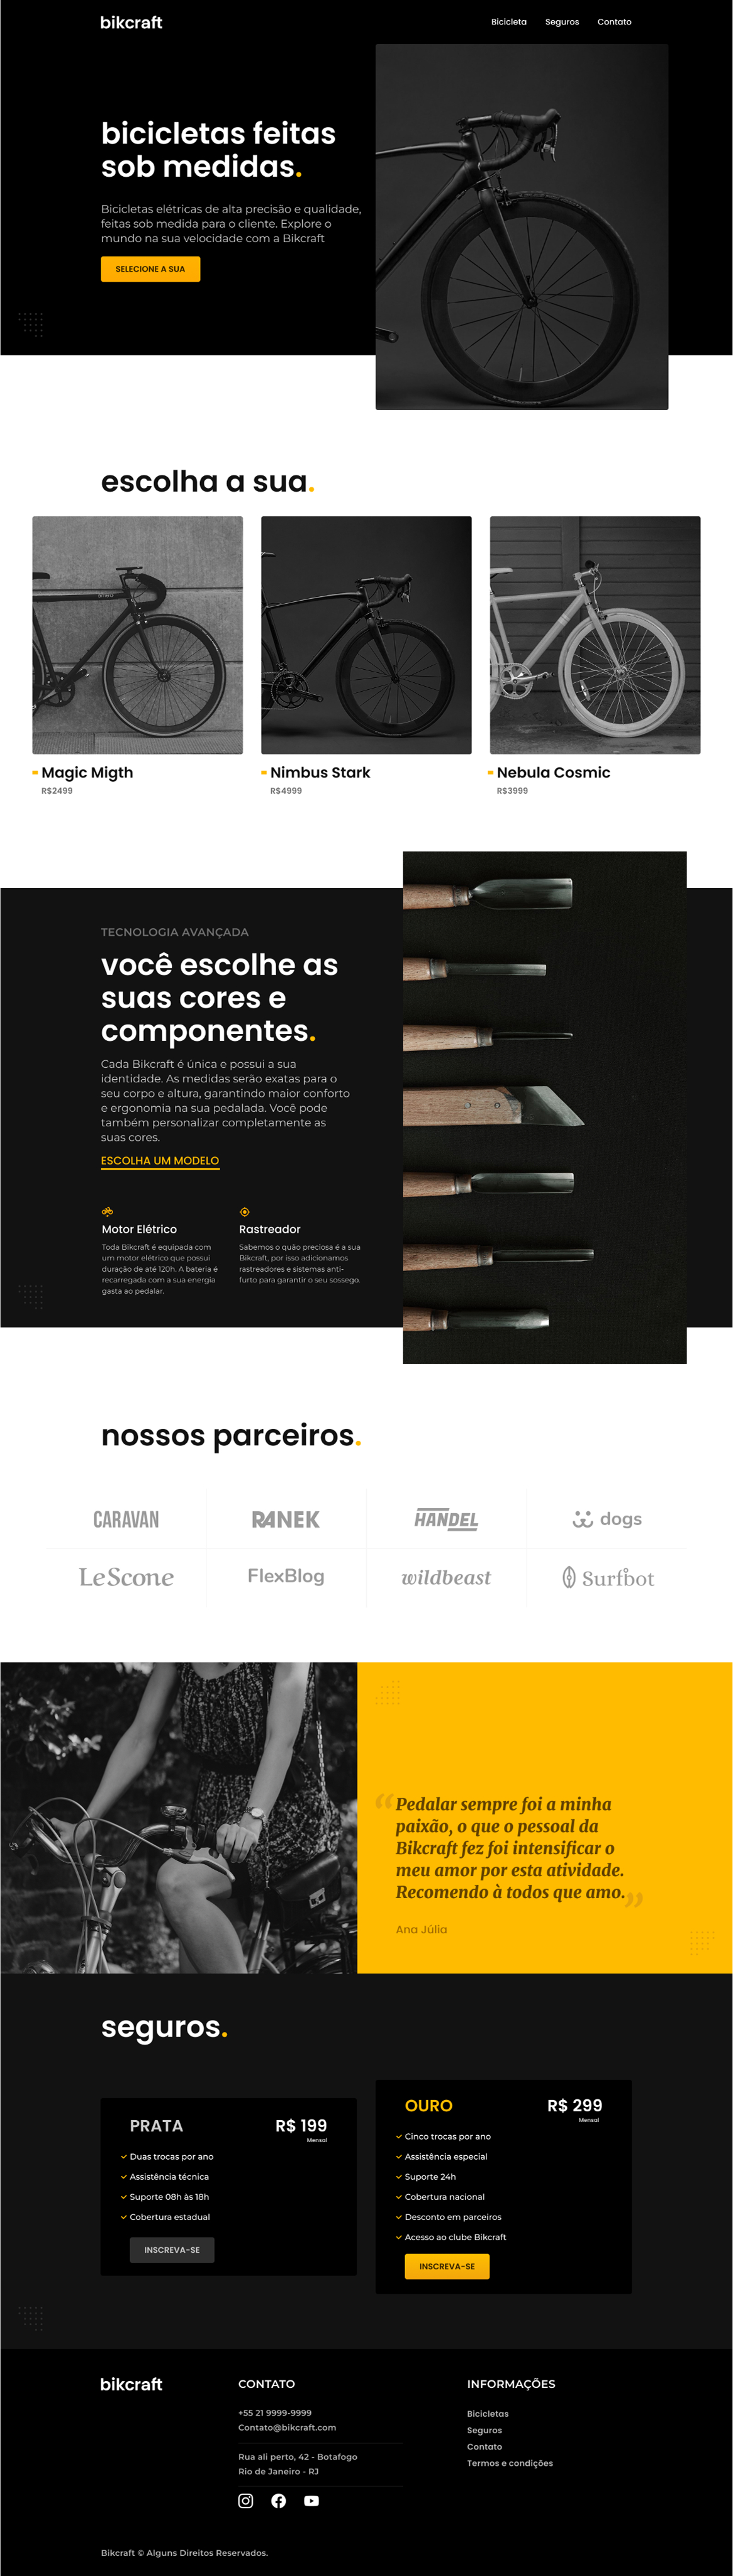 bikcraft
Bicicleta Seguros Contato
bicicletas feitas
sob medidas.
Bicicletas elétricas de alta precisão e qualidade,
feitas sob medida para o cliente. Explore o
mundo na sua velocidade com a Bikcraft
SELECIONE A SUA
escolha a sua.
Magic Migth
R$2499
Nimbus Stark
R$4999
Nebula Cosmic
R$3999
TECNOLOGIA AVANÇADA
você escolhe as
suas cores e
componentes.
Cada Bikcraft é única e possui a sua
identidade. As medidas serão exatas para o
seu corpo e altura, garantindo maior conforto
e ergonomia na sua pedalada. Você pode
também personalizar completamente as
suas cores.
ESCOLHA UM MODELO
Motor Elétrico
Toda Bikcraft é equipada com
um motor elétrico que possui
duração de até 120h. A bateria é
recarregada com a sua energia
gasta ao pedalar.
Rastreador
Sabemos o quão preciosa é a sua
Bikcraft, por isso adicionamos
rastreadores e sistemas anti-
furto para garantir o seu sossego.
nossos parceiros.
CARAVAN
RANEK
HANDEL
dogs
LeScone
FlexBlog
wildbeast
Surfbot
“Pedalar sempre foi a minha
paixão, o que o pessoal da
Bikcraft fez foi intensificar o
meu amor por esta atividade.
Recomendo à todos que amo.”
Ana Júlia
seguros.
PRATA
R$ 199
Mensal
Duas trocas por ano
Assistência técnica
Suporte 08h às 18h
Cobertura estadual
INSCREVA-SE
OURO
R$ 299
Mensal
Cinco trocas por ano
Assistência especial
Suporte 24h
Cobertura nacional
Desconto em parceiros
Acesso ao clube Bikcraft
INSCREVA-SE
bikcraft
CONTATO
+55 21 9999-9999
Contato@bikcraft.com
Rua ali perto, 42 - Botafogo
Rio de Janeiro - RJ
INFORMAÇÕES
Bicicletas
Seguros
Contato
Termos e condições
Bikcraft © Alguns Direitos Reservados.